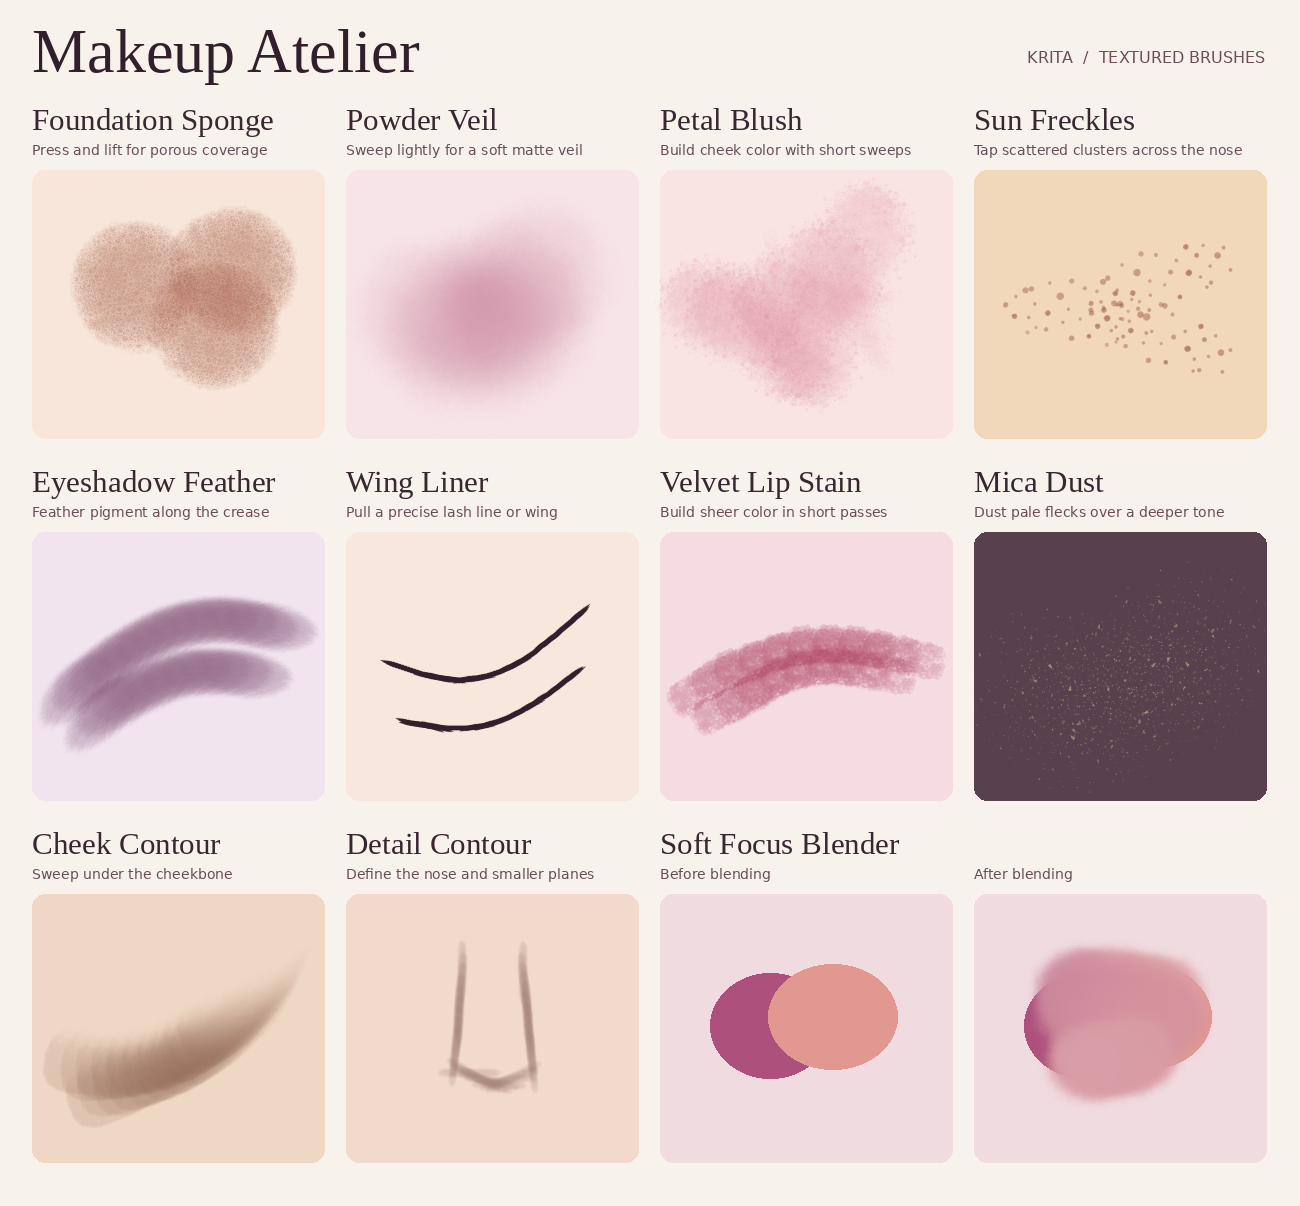 Makeup Atelier
KRITA / TEXTURED BRUSHES
Foundation Sponge
Press and lift for porous coverage
Powder Veil
Sweep lightly for a soft matte veil
Petal Blush
Build cheek color with short sweeps
Sun Freckles
Tap scattered clusters across the nose
Eyeshadow Feather
Feather pigment along the crease
Wing Liner
Pull a precise lash line or wing
Velvet Lip Stain
Build sheer color in short passes
Mica Dust
Dust pale flecks over a deeper tone
Cheek Contour
Sweep under the cheekbone
Detail Contour
Define the nose and smaller planes
Soft Focus Blender
Before blending
After blending